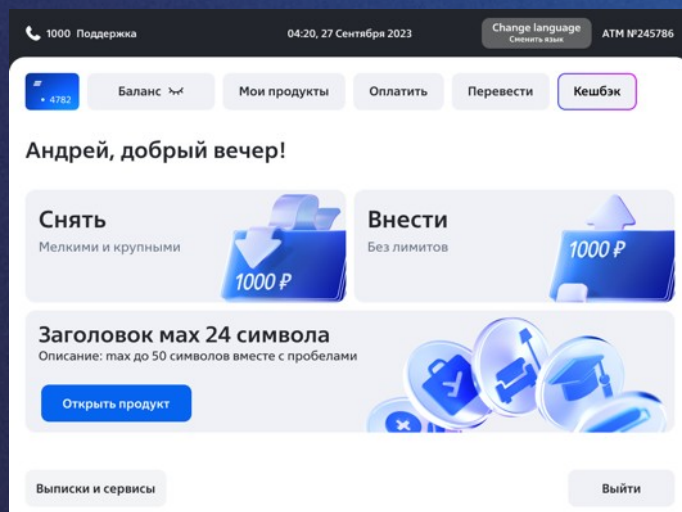 1000 Поддержка
04:20, 27 Сентября 2023
Change language
Сменить язык
ATM №245786
• 4782
Баланс
Мои продукты
Оплатить
Перевести
Кешбэк
Андрей, добрый вечер!
Снять
Мелкими и крупными
1000 ₽
Внести
Без лимитов
1000 ₽
Заголовок мах 24 символа
Описание: max до 50 символов вместе с пробелами
Открыть продукт
Выписки и сервисы
Выйти